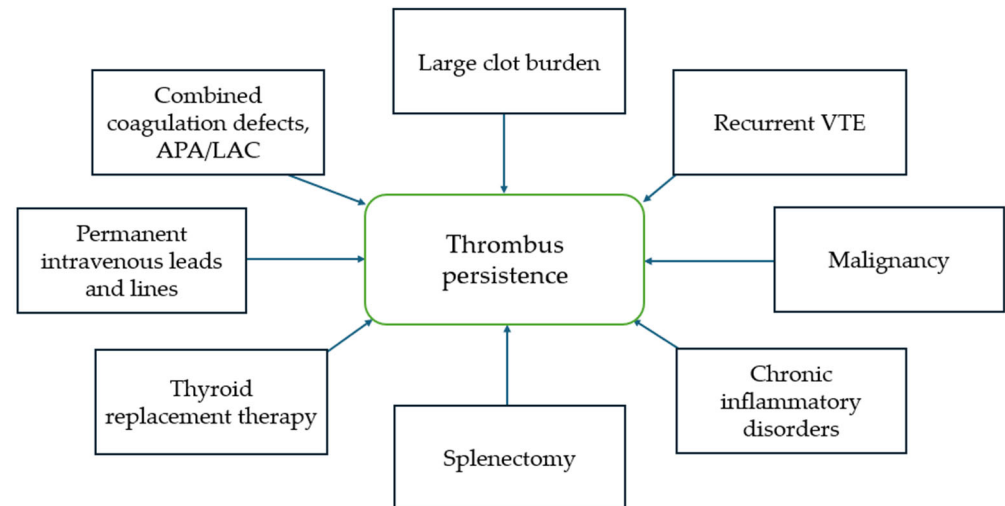 Large clot burden
Combined
coagulation defects,
APA/LAC
Recurrent VTE
Permanent
intravenous leads
and lines
Thrombus
persistence
Malignancy
Thyroid
replacement therapy
Splenectomy
Chronic
inflammatory
disorders